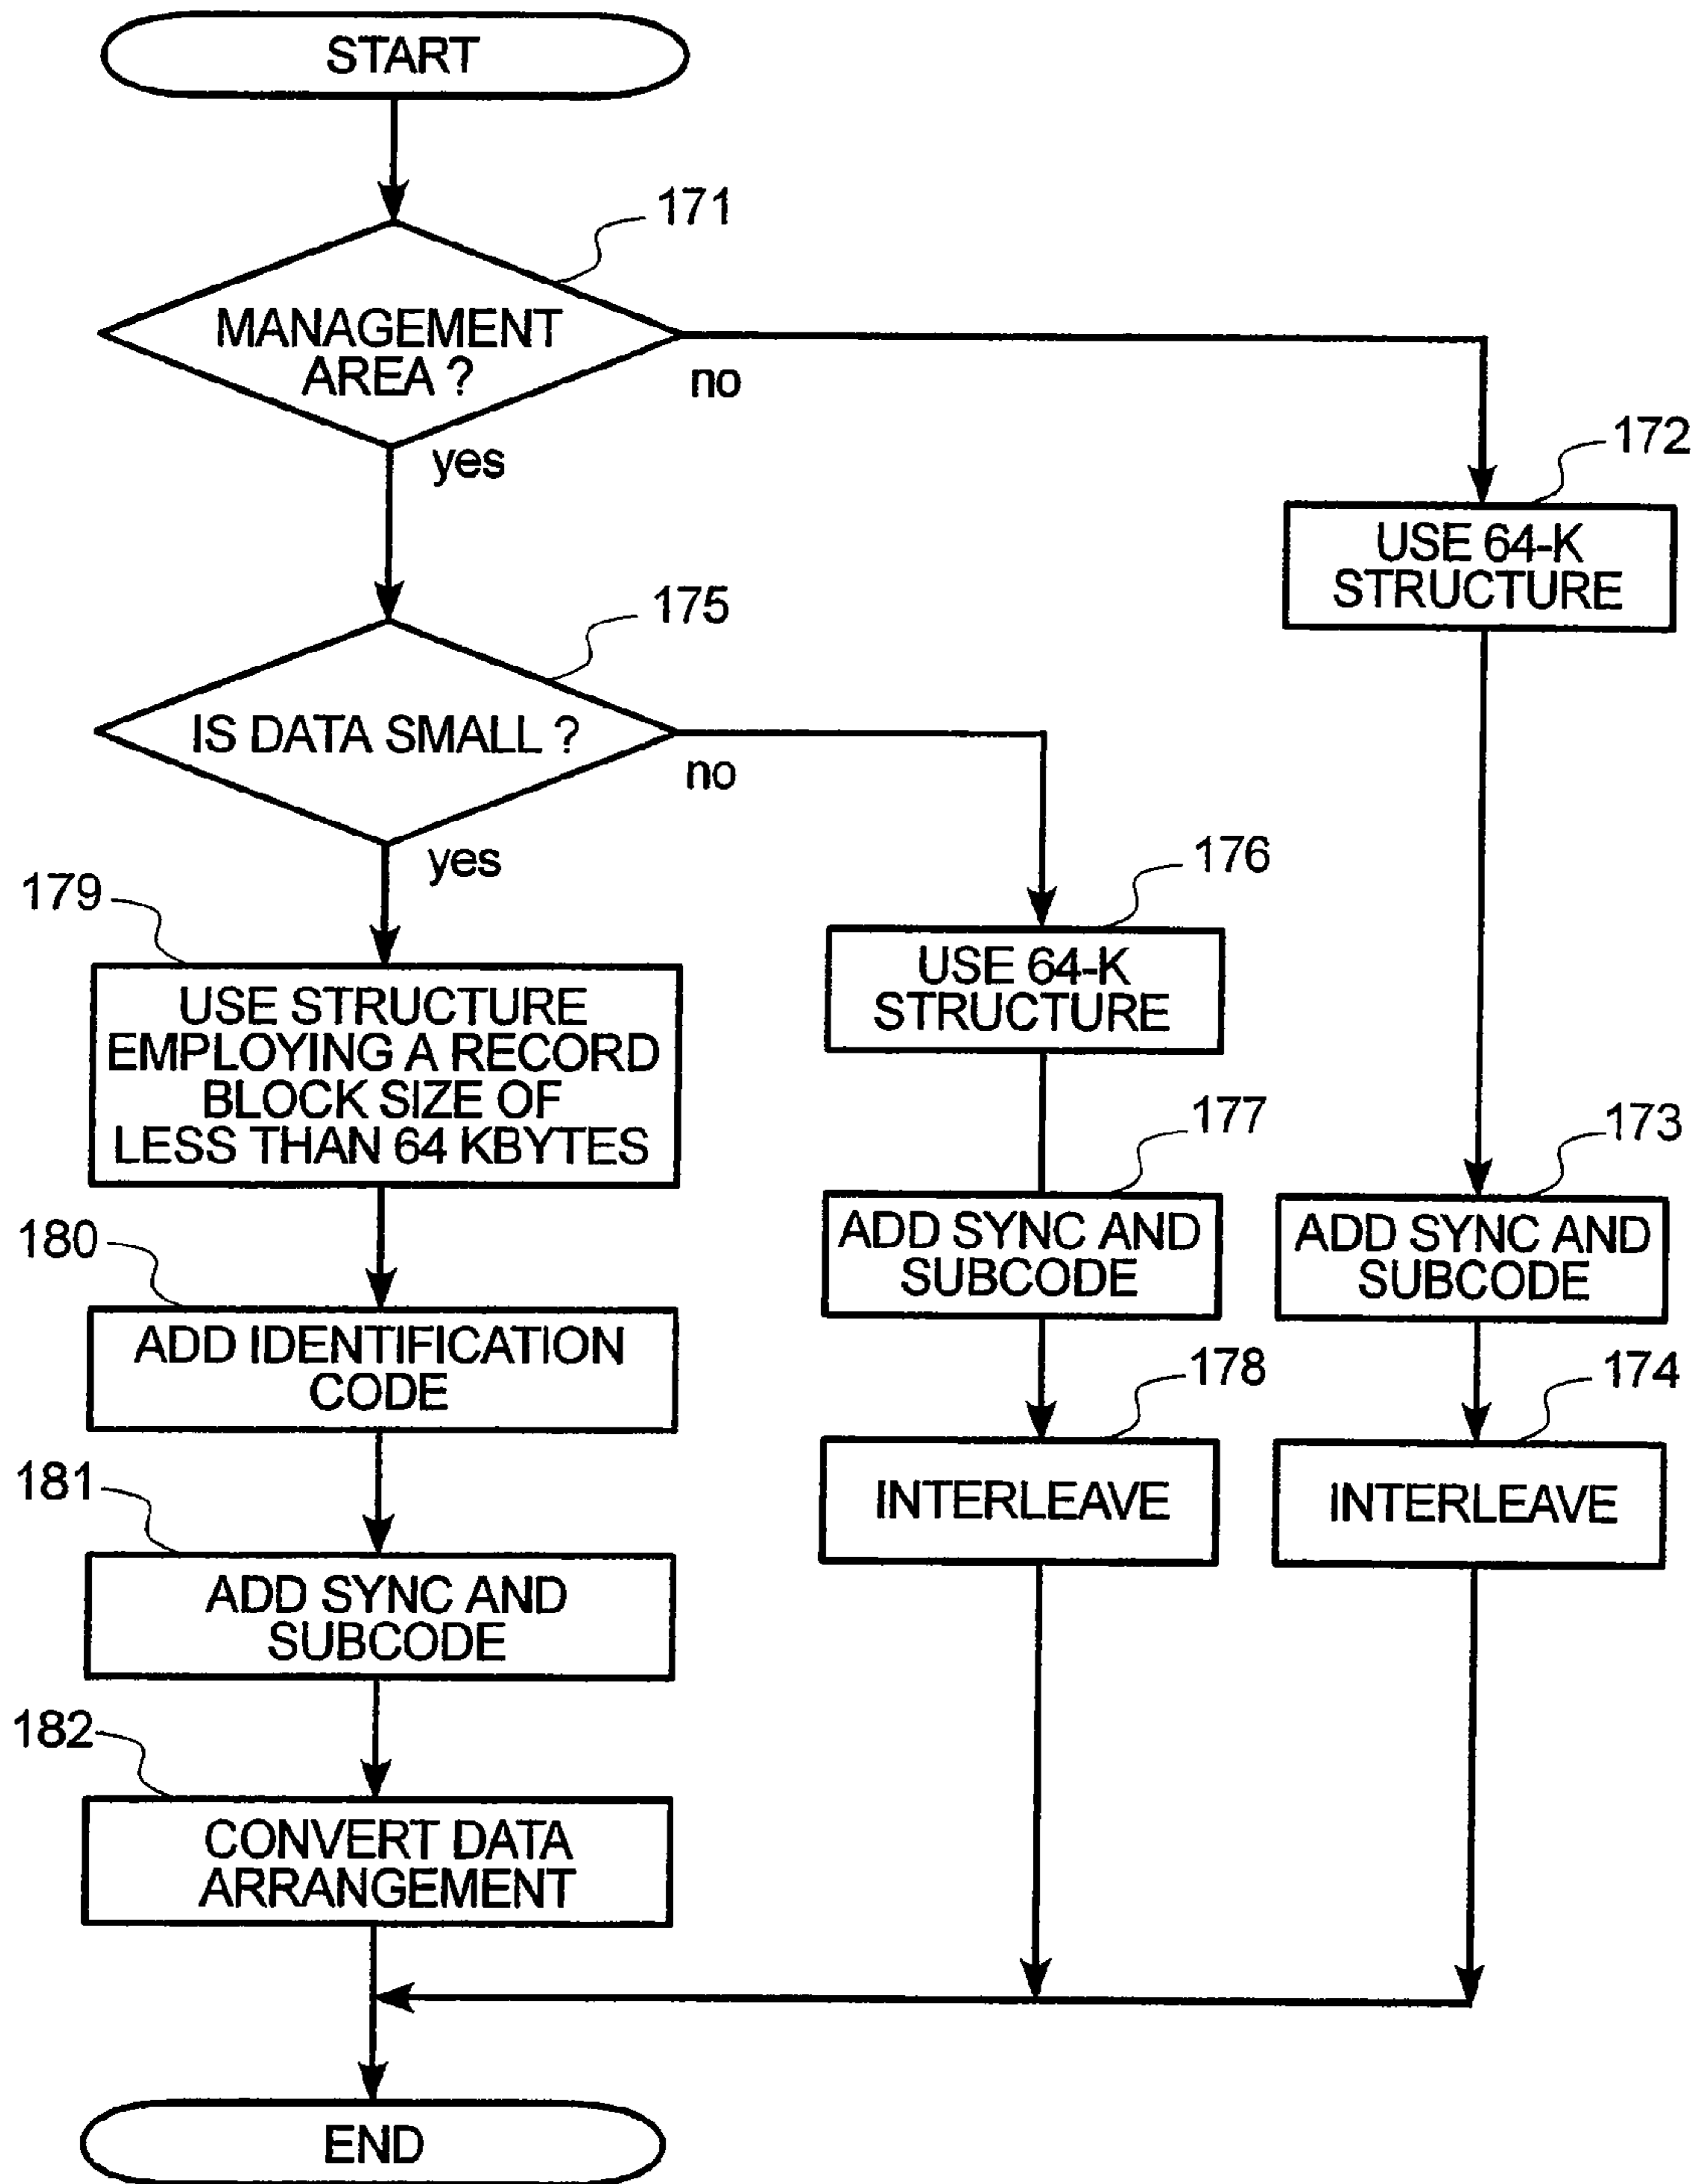 START
171
MANAGEMENT
AREA ?
no
yes
172
USE 64-K
STRUCTURE
175
IS DATA SMALL ?
no
yes
176
USE 64-K
STRUCTURE
179
USE STRUCTURE
EMPLOYING A RECORD
BLOCK SIZE OF
LESS THAN 64 KBYTES
177
ADD SYNC AND
SUBCODE
173
ADD SYNC AND
SUBCODE
180
ADD IDENTIFICATION
CODE
178
INTERLEAVE
174
INTERLEAVE
181
ADD SYNC AND
SUBCODE
182
CONVERT DATA
ARRANGEMENT
END